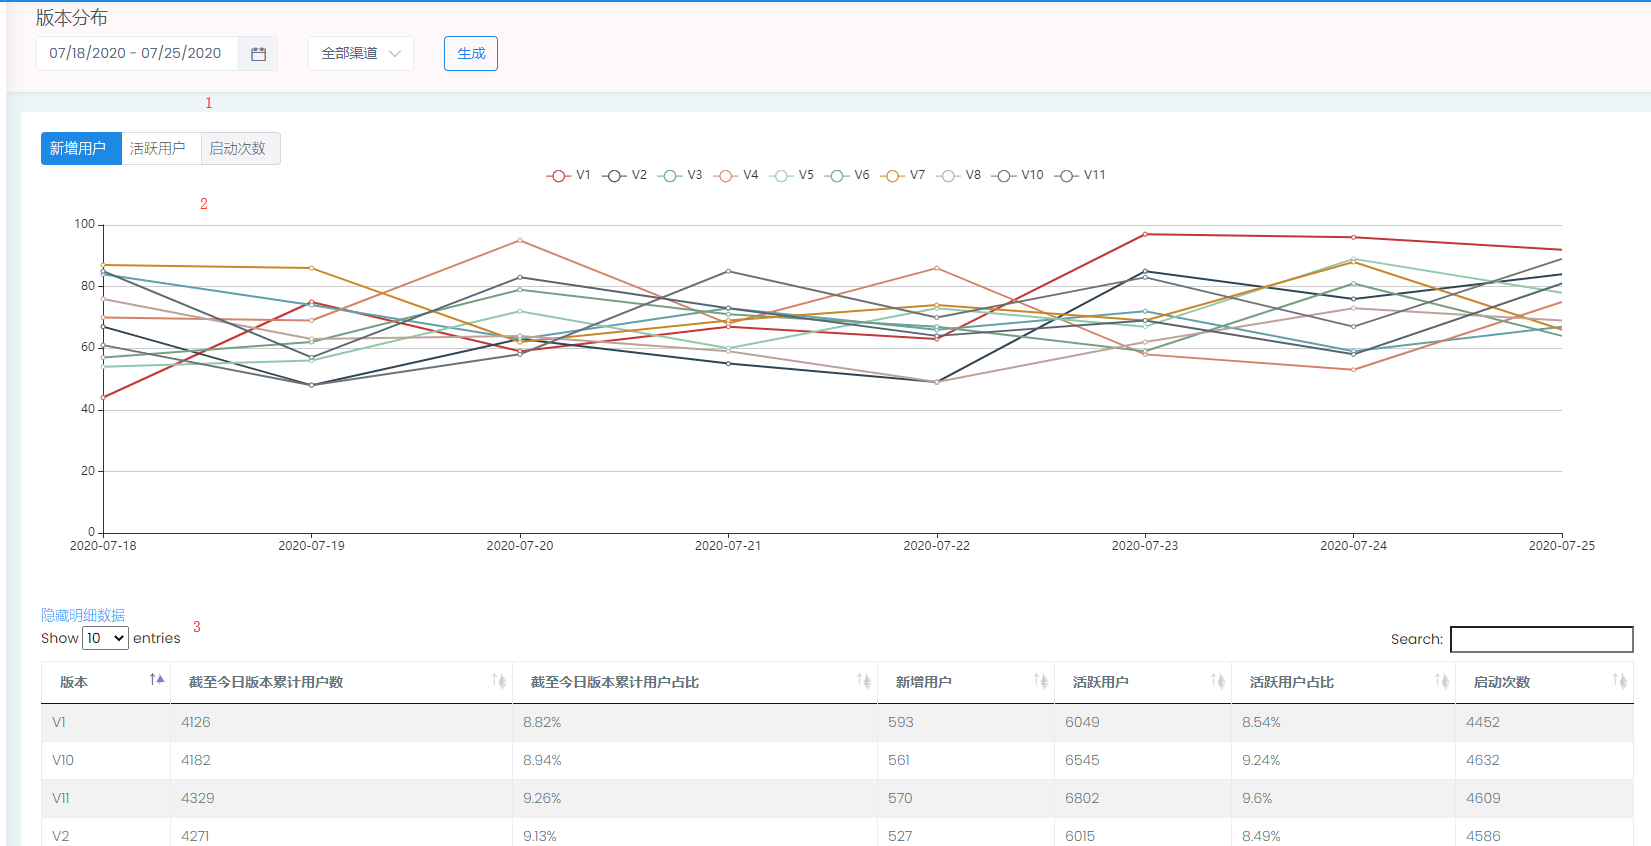 版本分布
07/18/2020 - 07/25/2020 全部渠道 生成
1
新增用户 活跃用户 启动次数
V1 V2 V3 V4 V5 V6 V7 V8 V10 V11
2
100
80
60
40
20
0
2020-07-18 2020-07-19 2020-07-20 2020-07-21 2020-07-22 2020-07-23 2020-07-24 2020-07-25
隐藏明细数据
3
Show 10 entries Search:
版本 截至今日版本累计用户数 截至今日版本累计用户占比 新增用户 活跃用户 活跃用户占比 启动次数
V1 4126 8.82% 593 6049 8.54% 4452
V10 4182 8.94% 561 6545 9.24% 4632
V11 4329 9.26% 570 6802 9.6% 4609
V2 4271 9.13% 527 6015 8.49% 4586